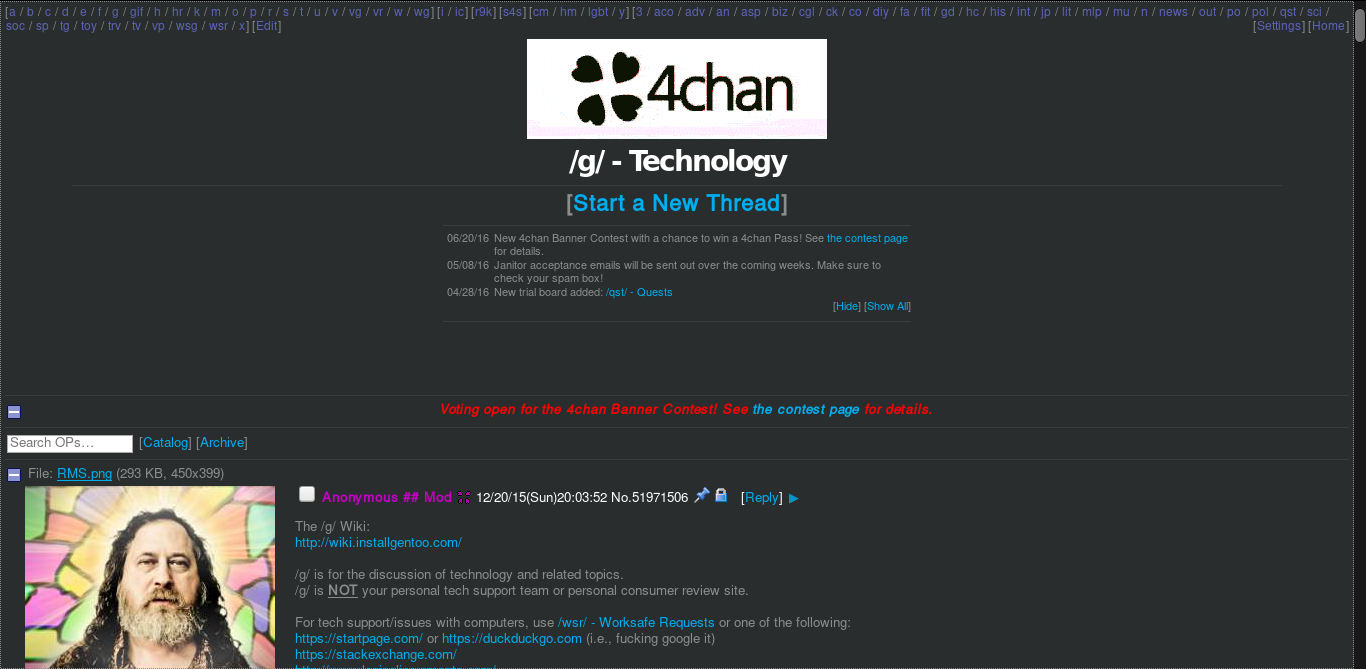 [a / b / c / d / e / f / g / gif / h / hr / k / m / o / p / r / s / t / u / v / vg / vr / w / wg] [i / ic] [r9k] [s4s] [cm / hm / lgbt / y] [3 / aco / adv / an / asp / biz / cgl / ck / co / diy / fa / fit / gd / hc / his / int / jp / lit / mlp / mu / n / news / out / po / pol / qst / sci /
soc / sp / tg / toy / trv / tv / vp / wsg / wsr / x] [Edit] [Settings] [Home]
4chan
/g/ - Technology
[Start a New Thread]
06/20/16 New 4chan Banner Contest with a chance to win a 4chan Pass! See the contest page
for details.
05/08/16 Janitor acceptance emails will be sent out over the coming weeks. Make sure to
check your spam box!
04/28/16 New trial board added: /qst/ - Quests
[Hide] [Show All]
Voting open for the 4chan Banner Contest! See the contest page for details.
Search OPs… [Catalog] [Archive]
File: RMS.png (293 KB, 450x399)
Anonymous ## Mod 12/20/15(Sun)20:03:52 No.51971506 [Reply] ▶
The /g/ Wiki:
http://wiki.installgentoo.com/
/g/ is for the discussion of technology and related topics.
/g/ is NOT your personal tech support team or personal consumer review site.
For tech support/issues with computers, use /wsr/ - Worksafe Requests or one of the following:
https://startpage.com/ or https://duckduckgo.com (i.e., fucking google it)
https://stackexchange.com/